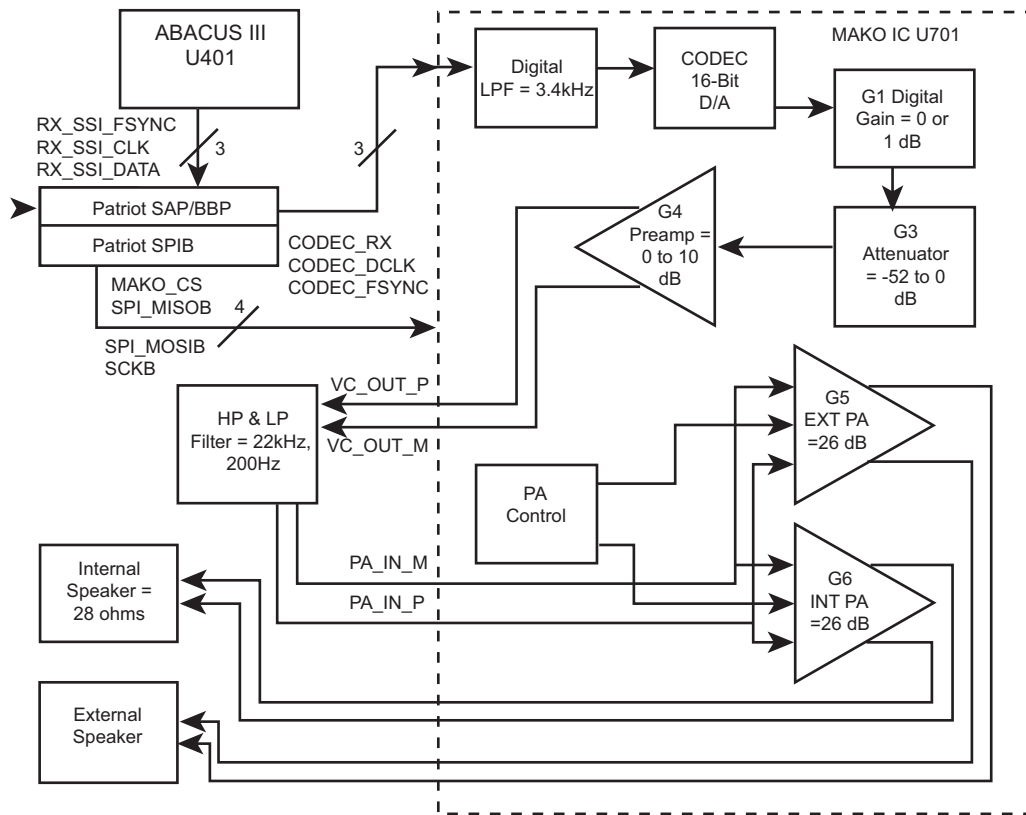 ABACUS III
U401
MAKO IC U701
Digital
LPF = 3.4kHz
CODEC
16-Bit
D/A
G1 Digital
Gain = 0 or
1 dB
RX_SSI_FSYNC
RX_SSI_CLK
RX_SSI_DATA
3
3
Patriot SAP/BBP
Patriot SPIB
CODEC_RX
CODEC_DCLK
CODEC_FSYNC
G4
Preamp =
0 to 10
dB
G3
Attenuator
= -52 to 0
dB
MAKO_CS
SPI_MISOB
4
SPI_MOSIB
SCKB
VC_OUT_P
HP & LP
Filter = 22kHz,
200Hz
VC_OUT_M
G5
EXT PA
=26 dB
PA
Control
PA_IN_M
PA_IN_P
G6
INT PA
=26 dB
Internal
Speaker =
28 ohms
External
Speaker